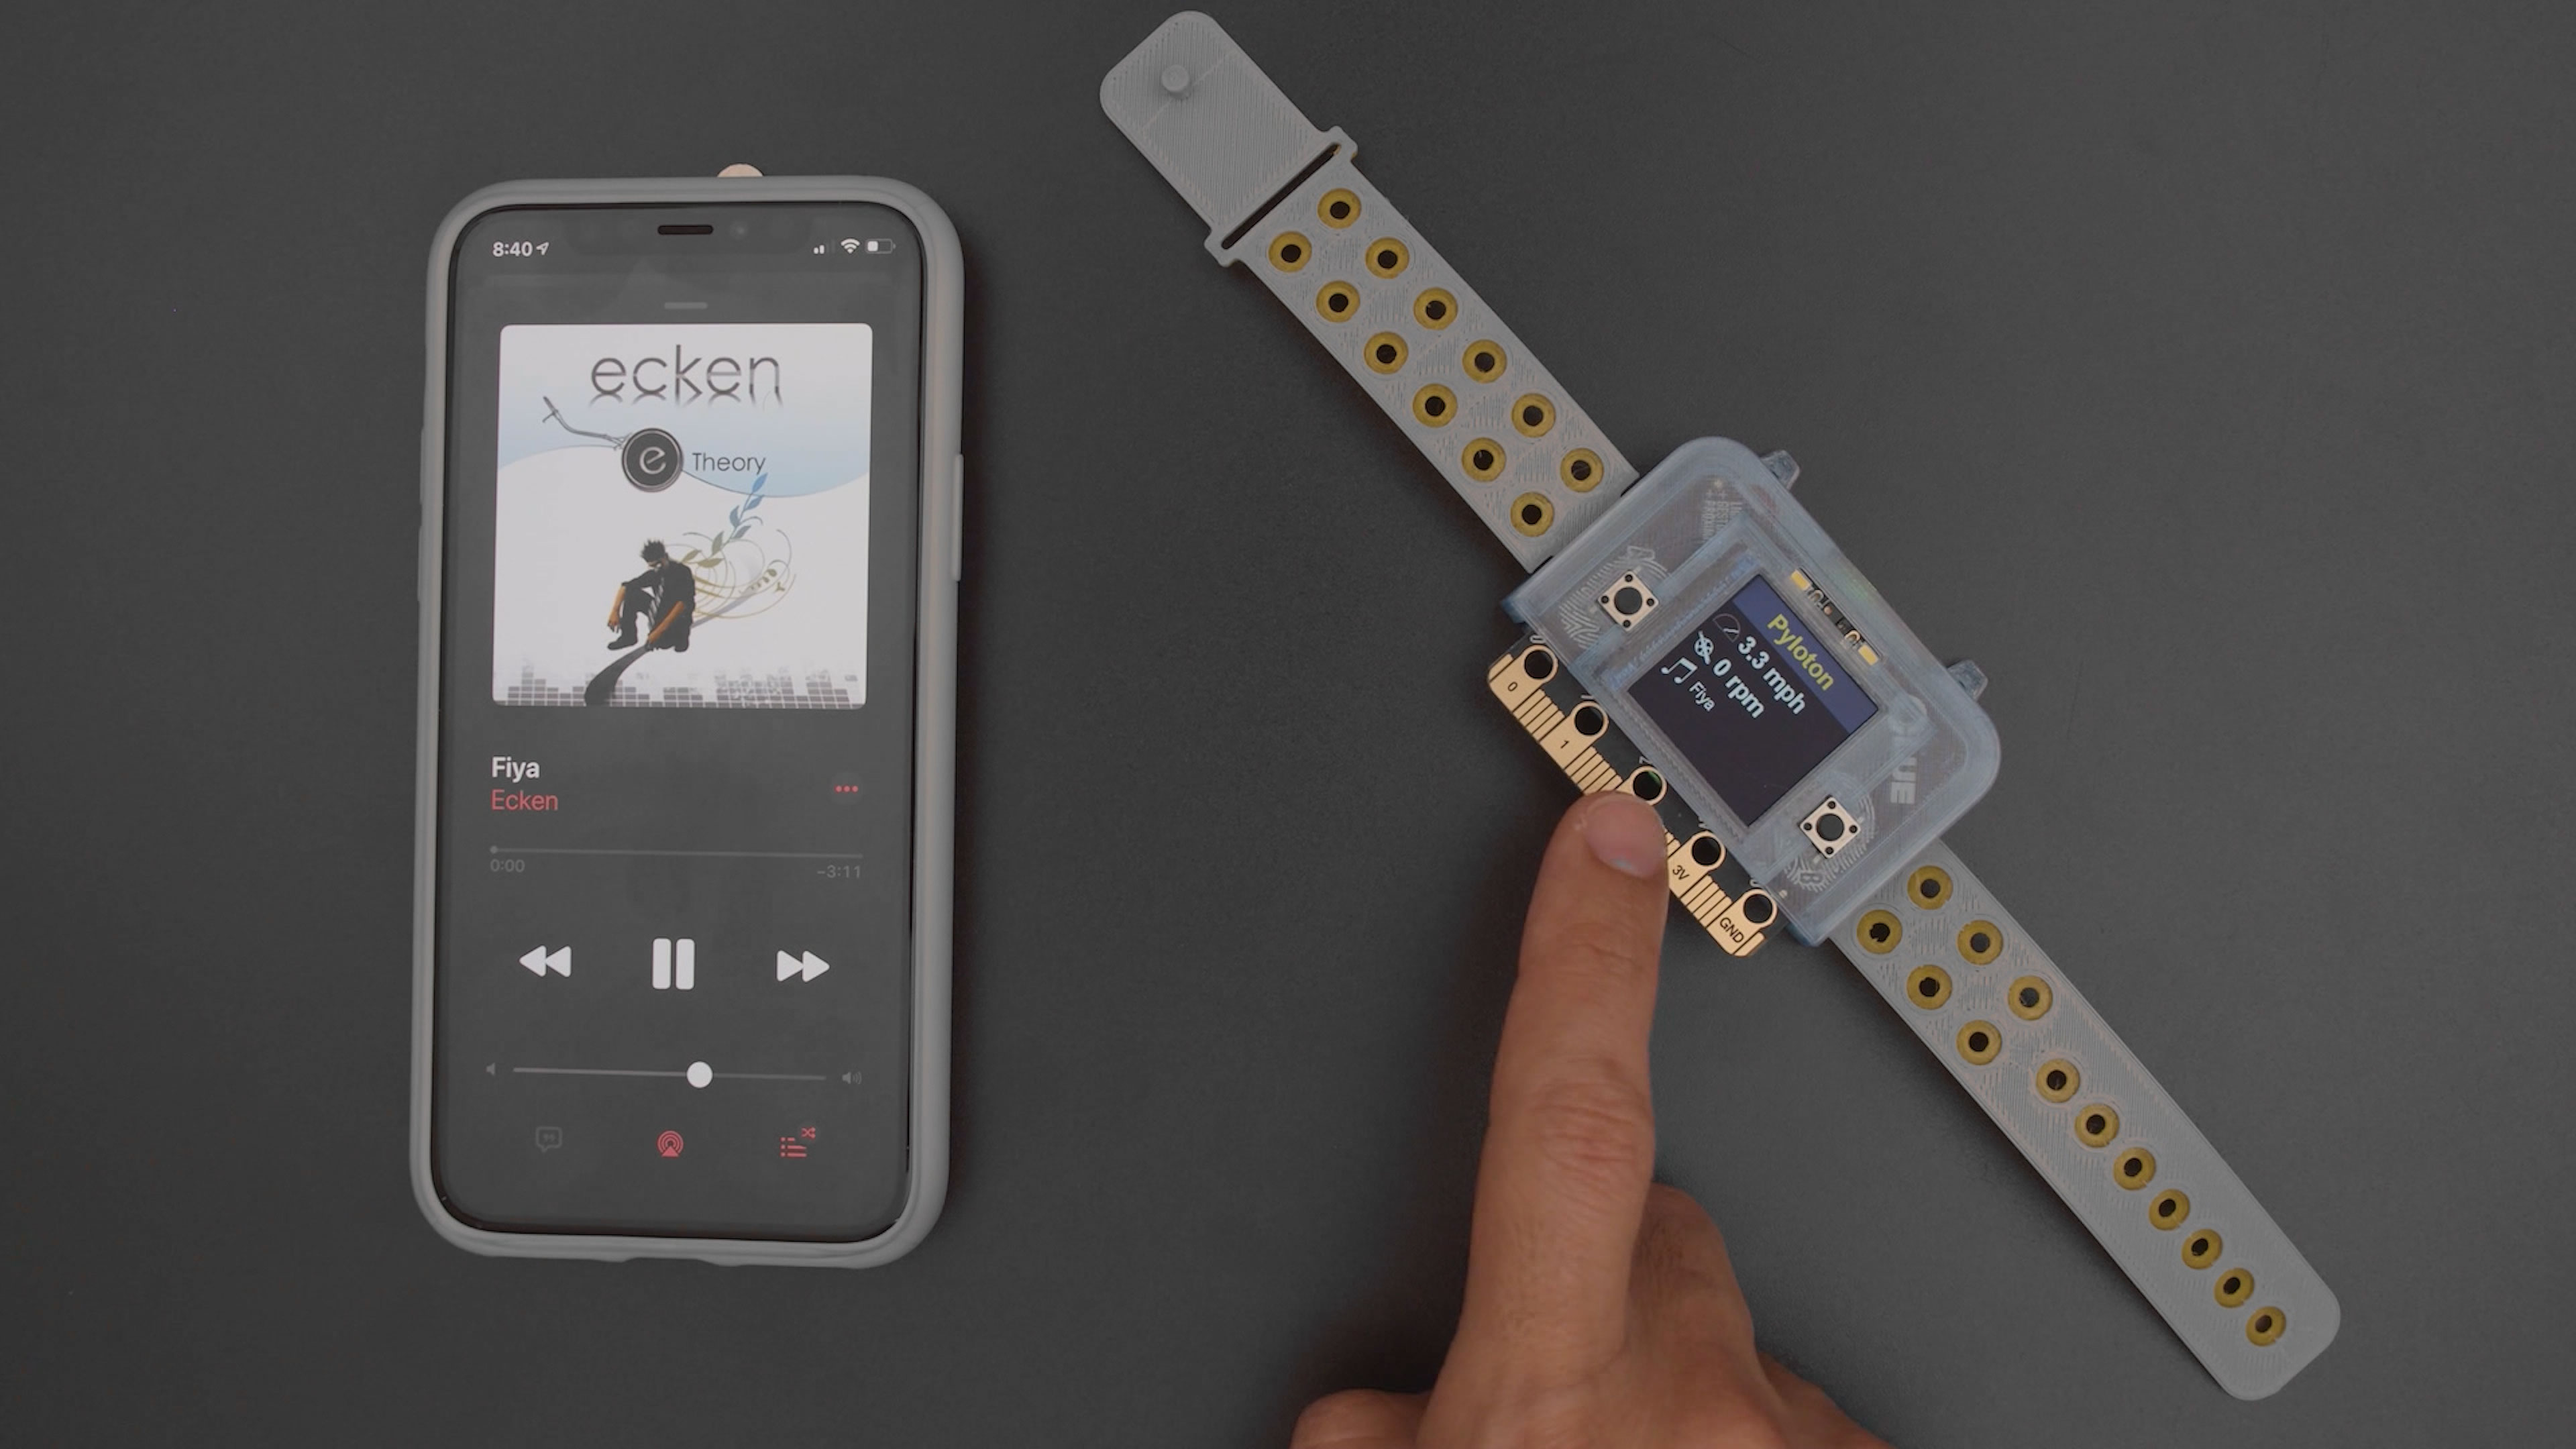 8:40
ecken
e
Theory
Fiya
Ecken
0:00
-3:11
Pyloton
3.3 mph
0 rpm
Fiya
A
B
CLUE
0
1
3V
GND